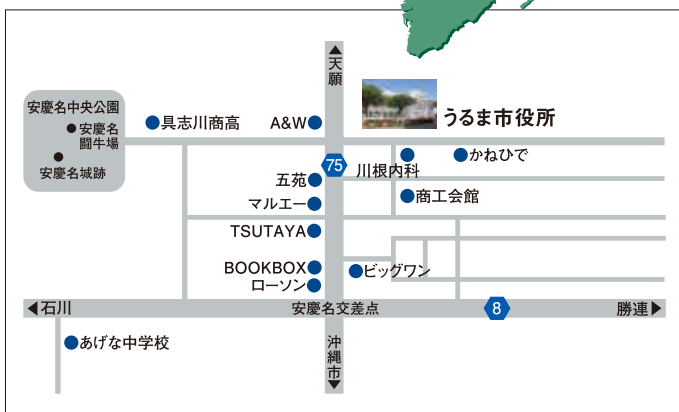 天願
安慶名中央公園
安慶名
闘牛場
安慶名城跡
具志川商高
A&W
うるま市役所
75
川根内科
かねひで
五苑
商工会館
マルエー
TSUTAYA
BOOKBOX
ビッグワン
ローソン
石川
安慶名交差点
8
勝連
あげな中学校
沖縄市